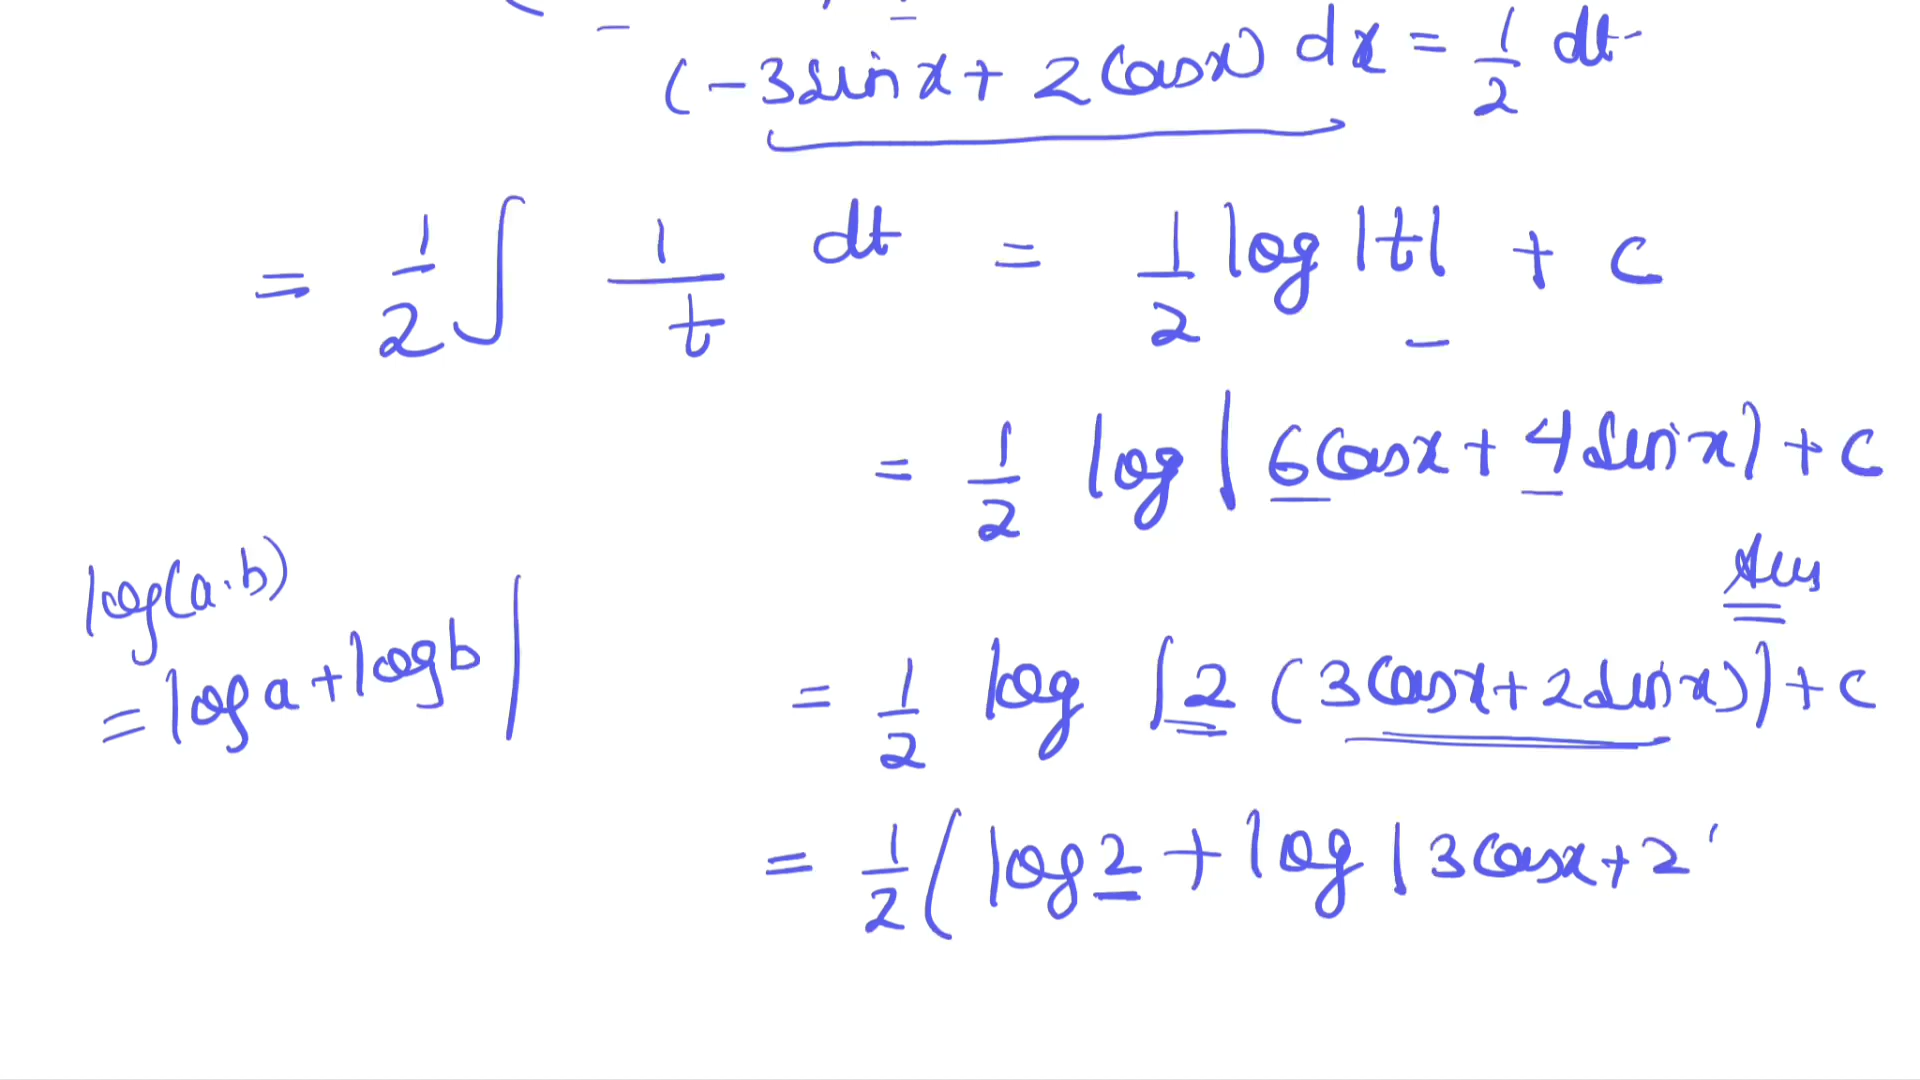 (-3sinx + 2cosx) dx = 1/2 dt
= 1/2 ∫ 1/t dt = 1/2 log |t| + c
= 1/2 log |6cosx + 4sinx| + c
Ans
log(a.b)
= log a + log b
= 1/2 log |2 (3cosx + 2sinx)| + c
= 1/2 ( log 2 + log |3cosx + 2